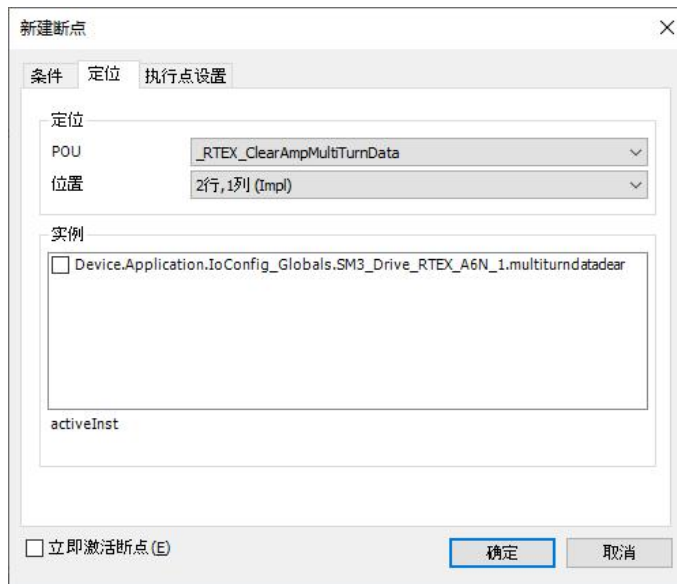 新建断点
条件 定位 执行点设置
定位
POU _RTEX_ClearAmpMultiTurnData
位置 2行,1列 (Impl)
实例
Device.Application.IoConfig_Globals.SM3_Drive_RTEX_A6N_1.multiturndatadear
activeInst
立即激活断点(E) 确定 取消